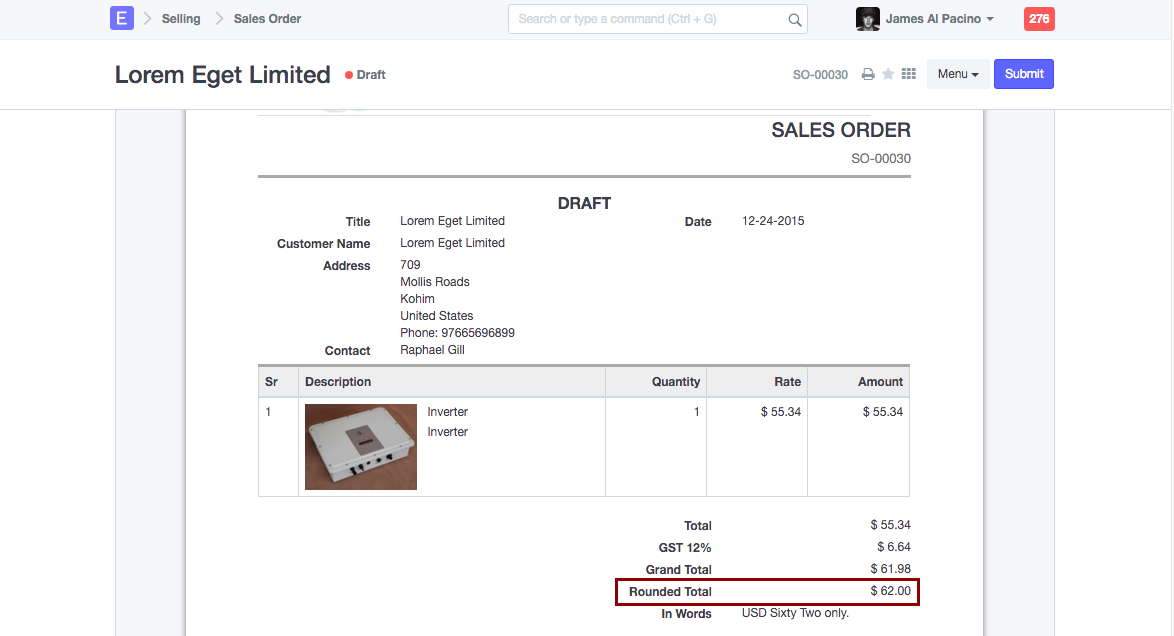 E Selling Sales Order Search or type a command (Ctrl + G) James Al Pacino 276
Lorem Eget Limited Draft SO-00030 Menu Submit
SALES ORDER
SO-00030
DRAFT
Title Lorem Eget Limited Date 12-24-2015
Customer Name Lorem Eget Limited
Address 709
Mollis Roads
Kohim
United States
Phone: 97665696899
Contact Raphael Gill
Sr Description Quantity Rate Amount
1 Inverter 1 $ 55.34 $ 55.34
Inverter
Total $ 55.34
GST 12% $ 6.64
Grand Total $ 61.98
Rounded Total $ 62.00
In Words USD Sixty Two only.